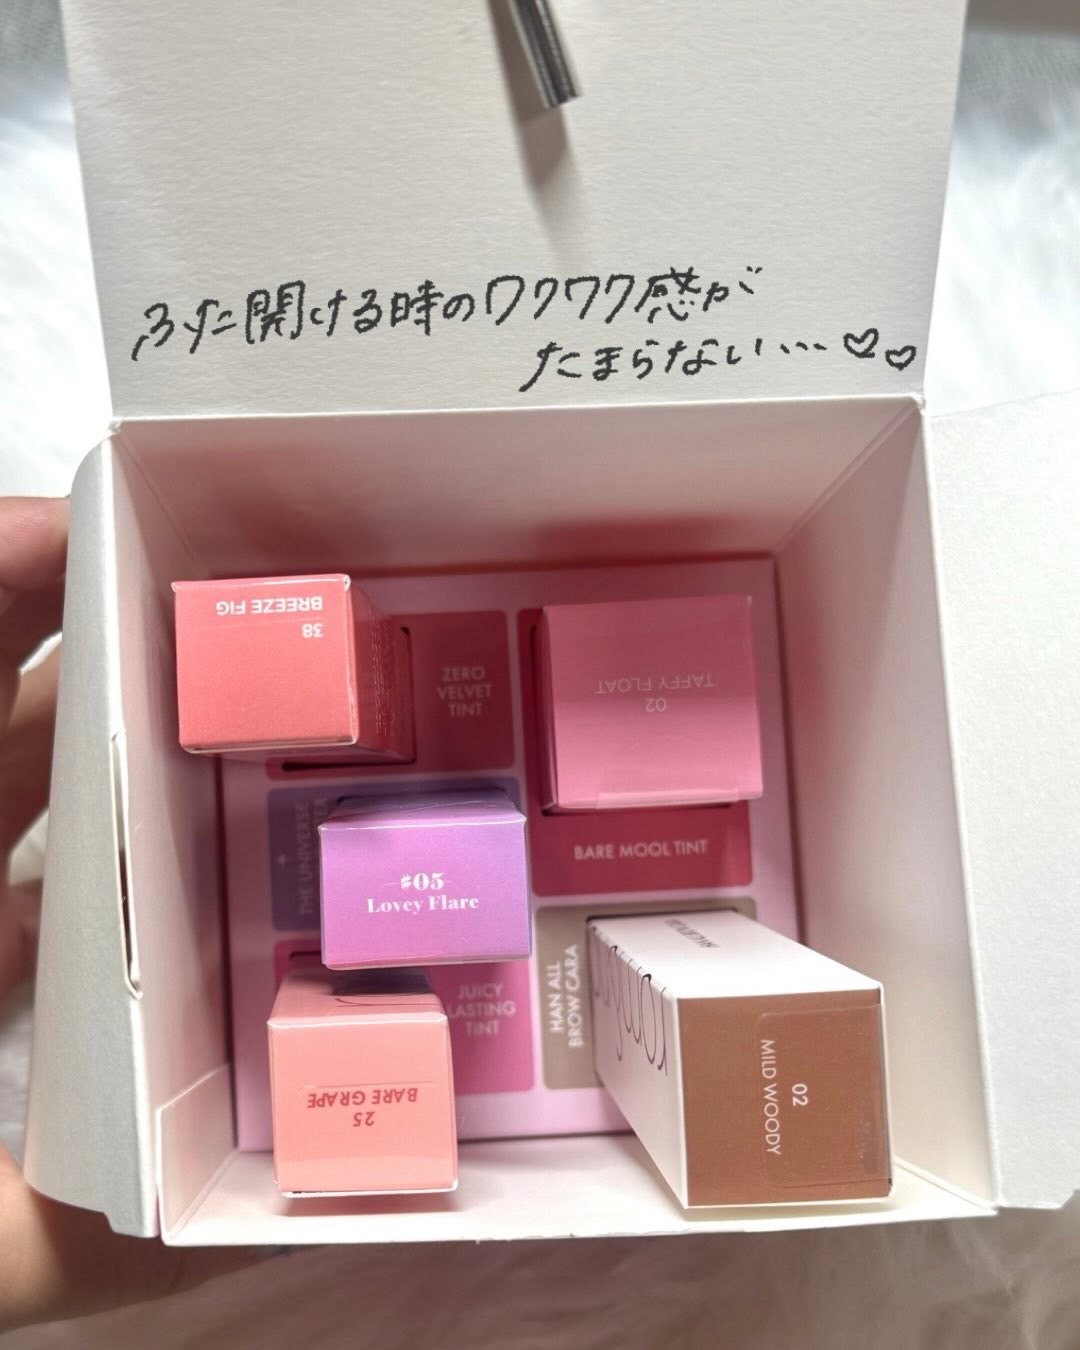 ふた開ける時のワクワク感が
たまらない…♡♡
38
BREEZE FIG
ZERO
VELVET
TINT
02
TAFFY FLOAT
BARE MOOL TINT
THE UNIVERSE
+
#05
Lovey Flare
JUICY
LASTING
TINT
25
BARE GRAPE
HAN ALL
BROW CARA
02
MILD WOODY